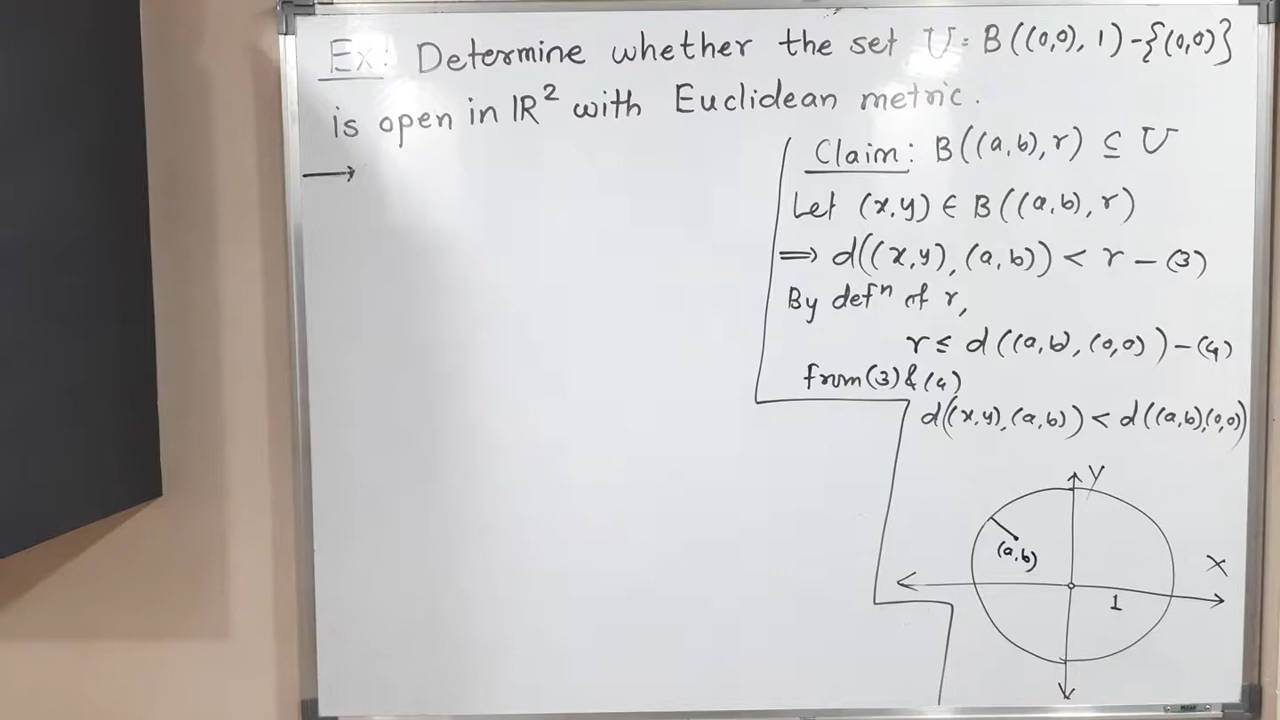 Ex: Determine whether the set U = B((0,0), 1) - {(0,0)}
is open in IR² with Euclidean metric.
→
Claim: B((a,b), r) ⊆ U
Let (x,y) ∈ B((a,b), r)
⟹ d((x,y), (a,b)) < r - (3)
By defⁿ of r,
r ≤ d((a,b), (0,0)) - (4)
from (3) & (4)
d((x,y), (a,b)) < d((a,b), (0,0))
Y
(a,b)
X
1